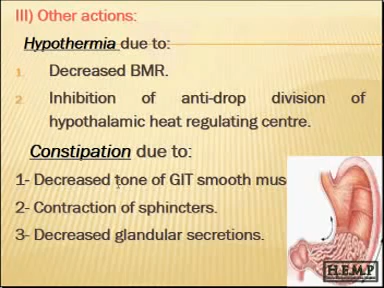 III) Other actions:
Hypothermia due to:
1. Decreased BMR.
2. Inhibition of anti-drop division of
hypothalamic heat regulating centre.
Constipation due to:
1- Decreased tone of GIT smooth mus
2- Contraction of sphincters.
3- Decreased glandular secretions.
H.E.M.P